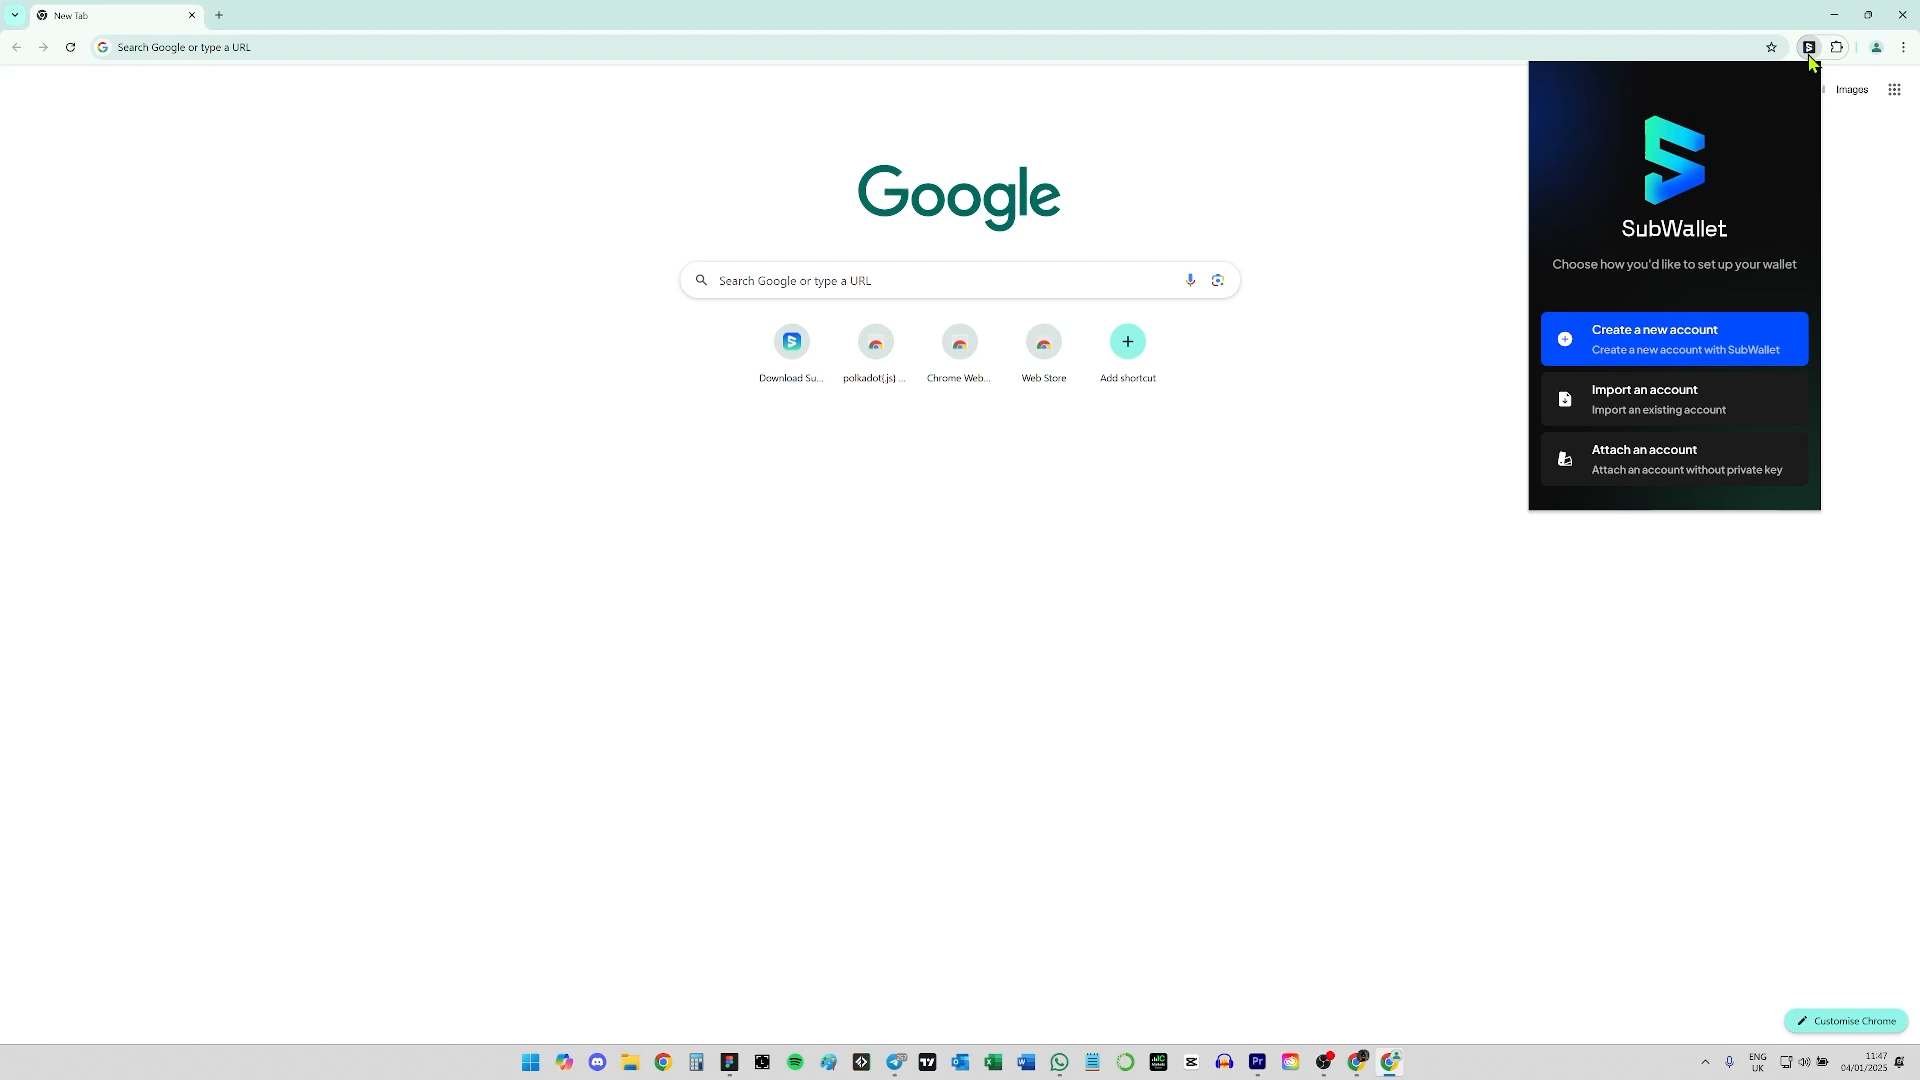 New Tab
Search Google or type a URL
Images
Google
Search Google or type a URL
Download Su...
polkadot{.js} ...
Chrome Web...
Web Store
Add shortcut
SubWallet
Choose how you'd like to set up your wallet
Create a new account
Create a new account with SubWallet
Import an account
Import an existing account
Attach an account
Attach an account without private key
Customise Chrome
257
Pr
ENG
UK
11:47
04/01/2025